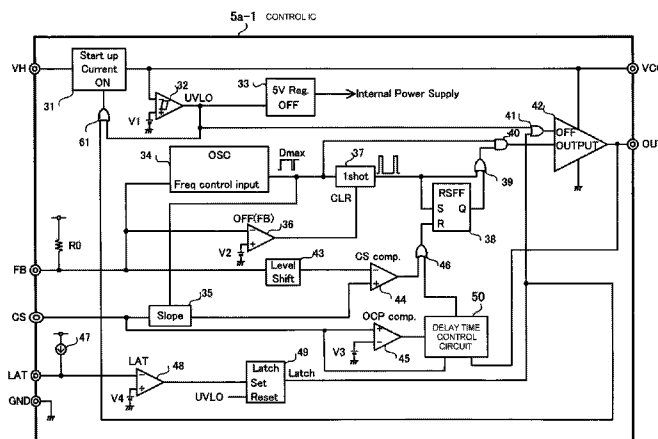 5a-1 CONTROL IC
VH
Start up
Current
ON
31
32
UVLO
V1
33
5V Reg.
OFF
Internal Power Supply
VCC
61
41
42
OFF
OUTPUT
OUT
40
34
OSC
Freq control input
Dmax
37
1shot
CLR
39
RSFF
S
Q
R
38
OFF(FB)
36
V2
R0
FB
43
Level
Shift
CS comp.
44
46
CS
35
Slope
OCP comp.
V3
45
50
DELAY TIME
CONTROL
CIRCUIT
47
LAT
LAT
48
V4
49
Latch
Set
Reset
Latch
UVLO
GND